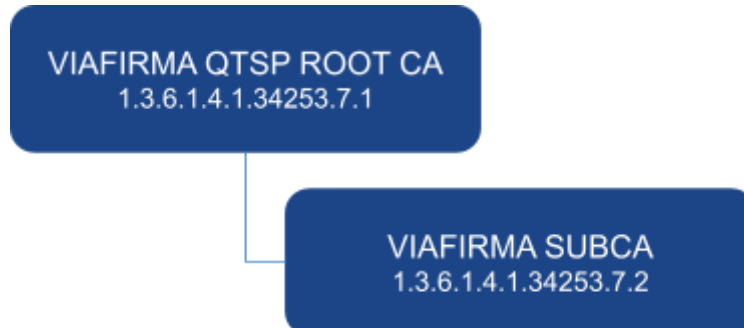 VIAFIRMA QTSP ROOT CA
1.3.6.1.4.1.34253.7.1
VIAFIRMA SUBCA
1.3.6.1.4.1.34253.7.2